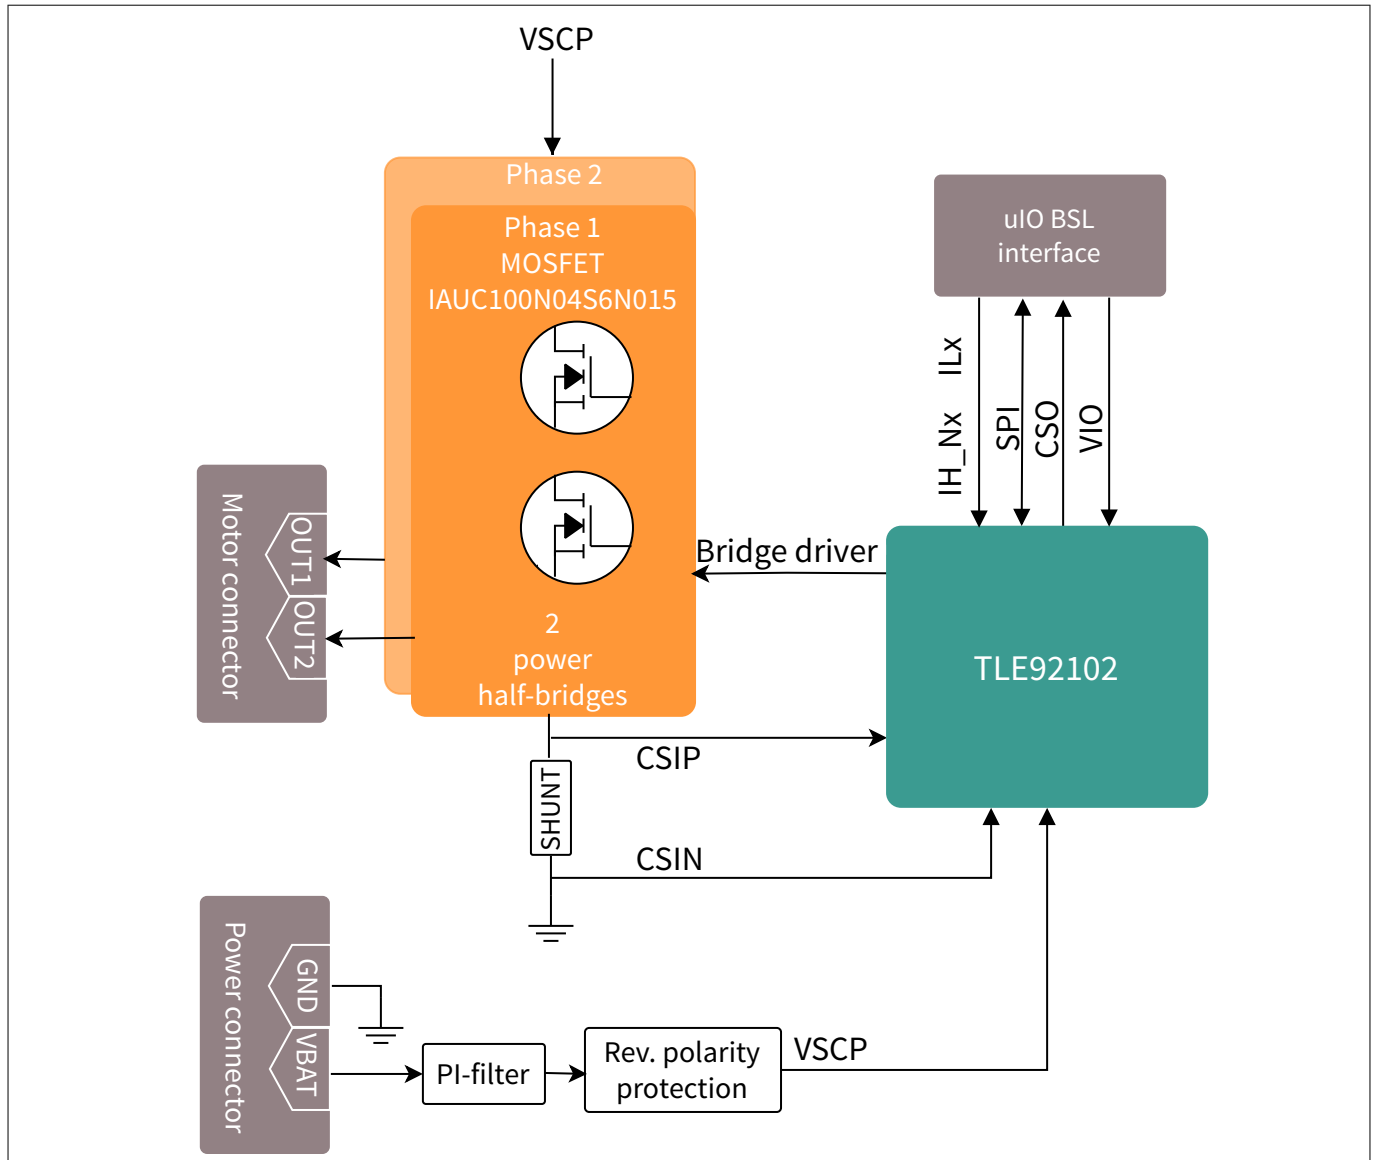 VSCP
Phase 2
Phase 1
MOSFET
IAUC100N04S6N015
uIO BSL
interface
IH_Nx ILx
SPI
CSO
VIO
Motor connector
OUT1
OUT2
Bridge driver
2
power
half-bridges
TLE92102
CSIP
SHUNT
CSIN
Power connector
GND
VBAT
PI-filter
Rev. polarity
protection
VSCP